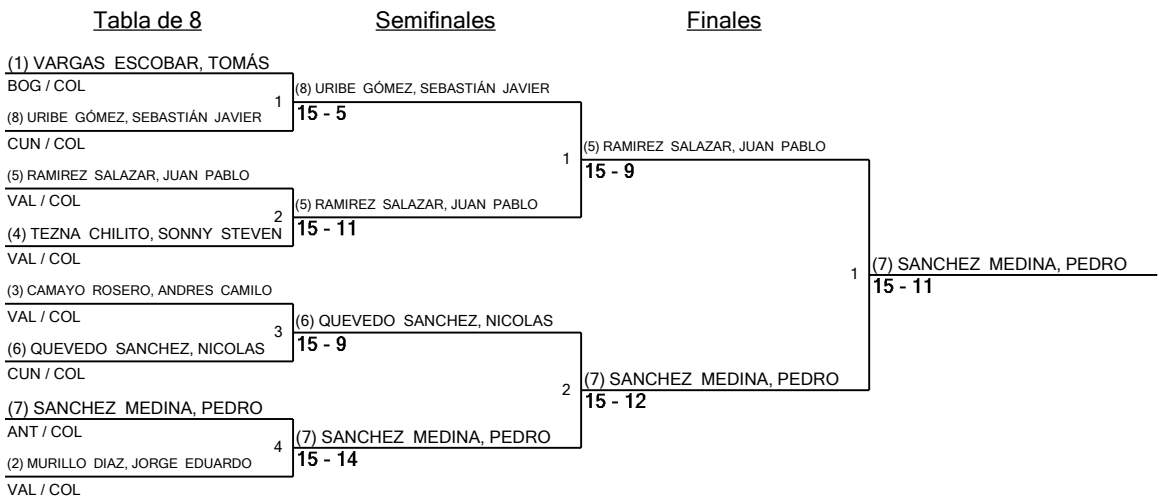 Tabla de 8
Semifinales
Finales
(1) VARGAS ESCOBAR, TOMÁS
BOG / COL
1
(8) URIBE GÓMEZ, SEBASTIÁN JAVIER
CUN / COL
(5) RAMIREZ SALAZAR, JUAN PABLO
VAL / COL
2
(4) TEZNA CHILITO, SONNY STEVEN
VAL / COL
(3) CAMAYO ROSERO, ANDRES CAMILO
VAL / COL
3
(6) QUEVEDO SANCHEZ, NICOLAS
CUN / COL
(7) SANCHEZ MEDINA, PEDRO
ANT / COL
4
(2) MURILLO DIAZ, JORGE EDUARDO
VAL / COL
(8) URIBE GÓMEZ, SEBASTIÁN JAVIER
15 - 5
1
(5) RAMIREZ SALAZAR, JUAN PABLO
15 - 11
(6) QUEVEDO SANCHEZ, NICOLAS
15 - 9
2
(7) SANCHEZ MEDINA, PEDRO
15 - 14
(5) RAMIREZ SALAZAR, JUAN PABLO
15 - 9
1
(7) SANCHEZ MEDINA, PEDRO
15 - 12
(7) SANCHEZ MEDINA, PEDRO
15 - 11